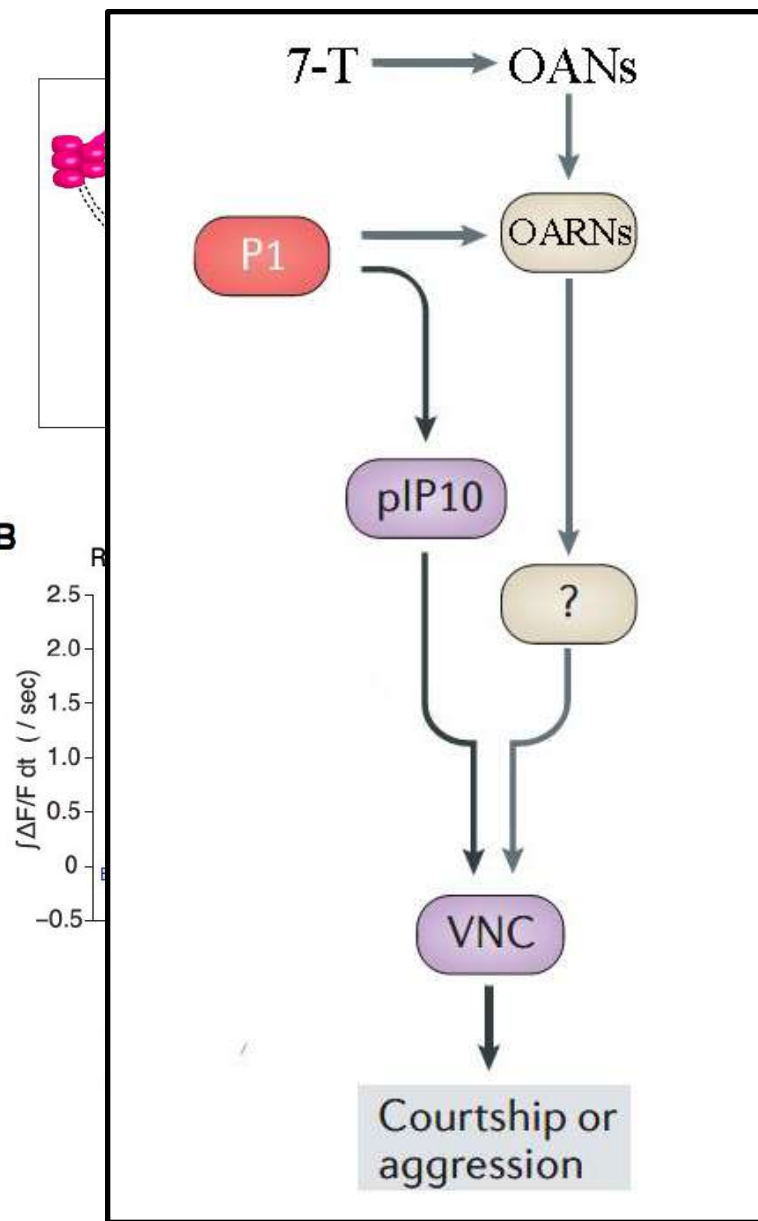 7-T OANs
P1
OARNs
pIP10
?
VNC
Courtship or
aggression
B
R
2.5
2.0
1.5
1.0
0.5
0
−0.5
∫ΔF/F dt ( / sec)